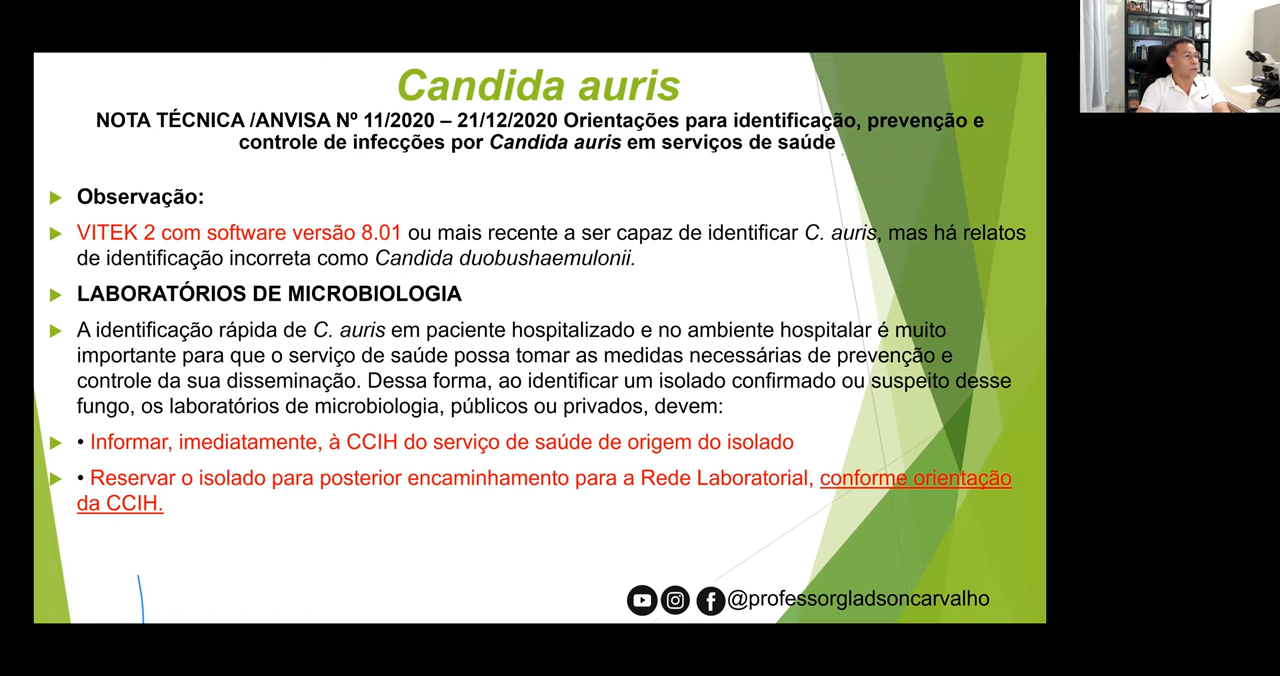 Candida auris
NOTA TÉCNICA /ANVISA Nº 11/2020 – 21/12/2020 Orientações para identificação, prevenção e
controle de infecções por Candida auris em serviços de saúde
Observação:
VITEK 2 com software versão 8.01 ou mais recente a ser capaz de identificar C. auris, mas há relatos
de identificação incorreta como Candida duobushaemulonii.
LABORATÓRIOS DE MICROBIOLOGIA
A identificação rápida de C. auris em paciente hospitalizado e no ambiente hospitalar é muito
importante para que o serviço de saúde possa tomar as medidas necessárias de prevenção e
controle da sua disseminação. Dessa forma, ao identificar um isolado confirmado ou suspeito desse
fungo, os laboratórios de microbiologia, públicos ou privados, devem:
• Informar, imediatamente, à CCIH do serviço de saúde de origem do isolado
• Reservar o isolado para posterior encaminhamento para a Rede Laboratorial, conforme orientação
da CCIH.
@professorgladsoncarvalho